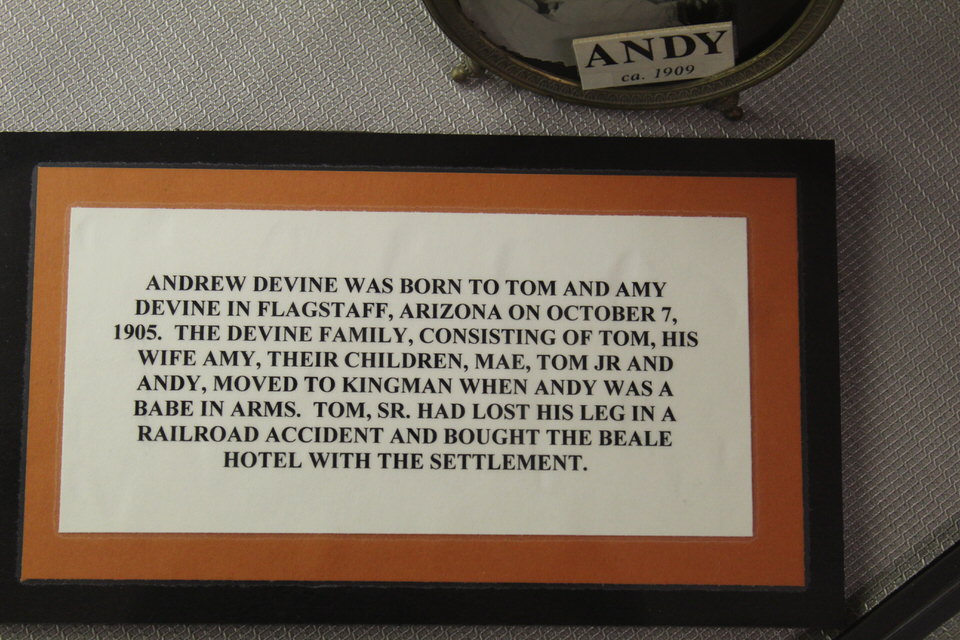 ANDY
ca. 1909
ANDREW DEVINE WAS BORN TO TOM AND AMY
DEVINE IN FLAGSTAFF, ARIZONA ON OCTOBER 7,
1905. THE DEVINE FAMILY, CONSISTING OF TOM, HIS
WIFE AMY, THEIR CHILDREN, MAE, TOM JR AND
ANDY, MOVED TO KINGMAN WHEN ANDY WAS A
BABE IN ARMS. TOM, SR. HAD LOST HIS LEG IN A
RAILROAD ACCIDENT AND BOUGHT THE BEALE
HOTEL WITH THE SETTLEMENT.